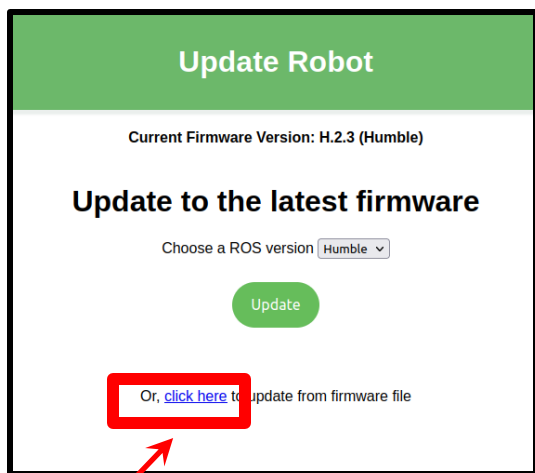 Update Robot
Current Firmware Version: H.2.3 (Humble)
Update to the latest firmware
Choose a ROS version Humble
Update
Or, click here to update from firmware file